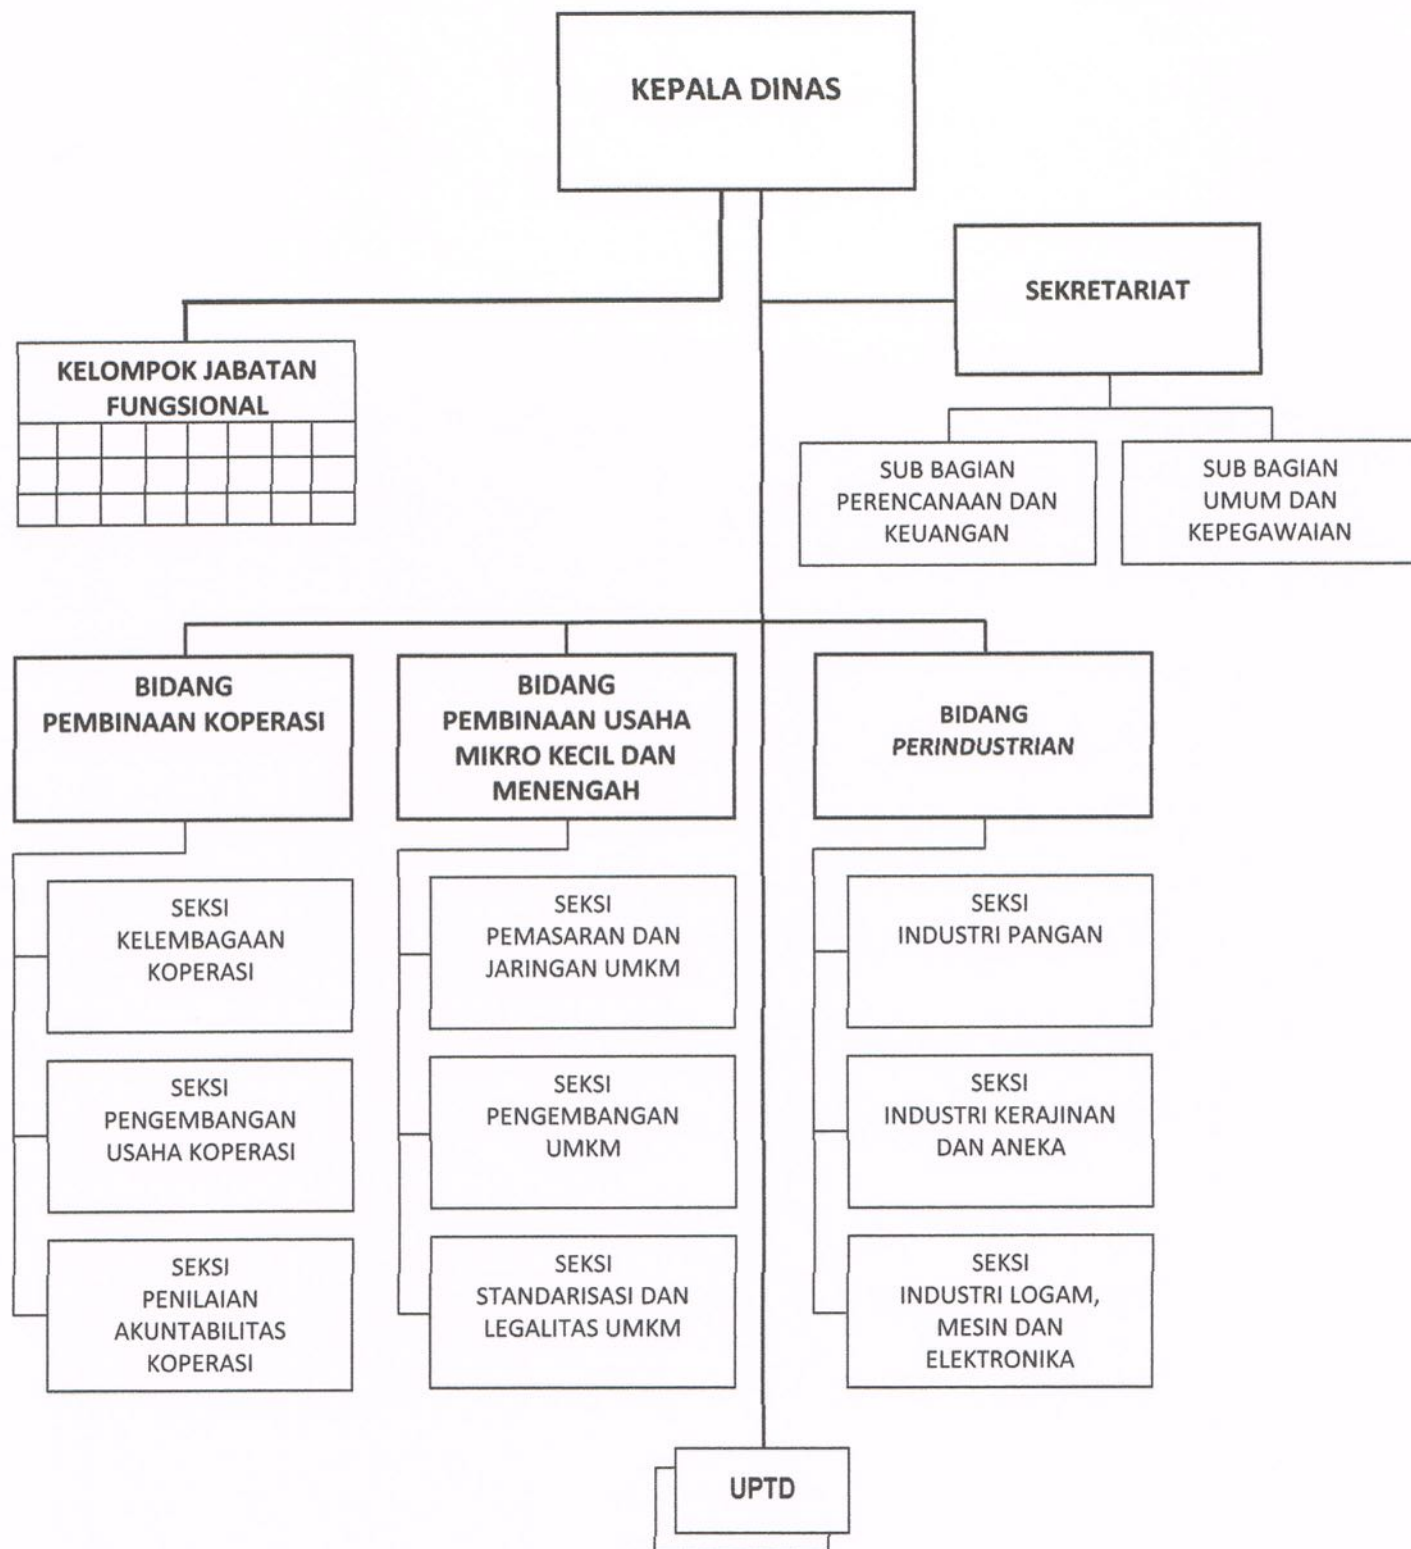 KEPALA DINAS
SEKRETARIAT
KELOMPOK JABATAN
FUNGSIONAL
SUB BAGIAN
PERENCANAAN DAN
KEUANGAN
SUB BAGIAN
UMUM DAN
KEPEGAWAIAN
BIDANG
PEMBINAAN KOPERASI
BIDANG
PEMBINAAN USAHA
MIKRO KECIL DAN
MENENGAH
BIDANG
PERINDUSTRIAN
SEKSI
KELEMBAGAAN
KOPERASI
SEKSI
PENGEMBANGAN
USAHA KOPERASI
SEKSI
PENILAIAN
AKUNTABILITAS
KOPERASI
SEKSI
PEMASARAN DAN
JARINGAN UMKM
SEKSI
PENGEMBANGAN
UMKM
SEKSI
STANDARISASI DAN
LEGALITAS UMKM
SEKSI
INDUSTRI PANGAN
SEKSI
INDUSTRI KERAJINAN
DAN ANEKA
SEKSI
INDUSTRI LOGAM,
MESIN DAN
ELEKTRONIKA
UPTD